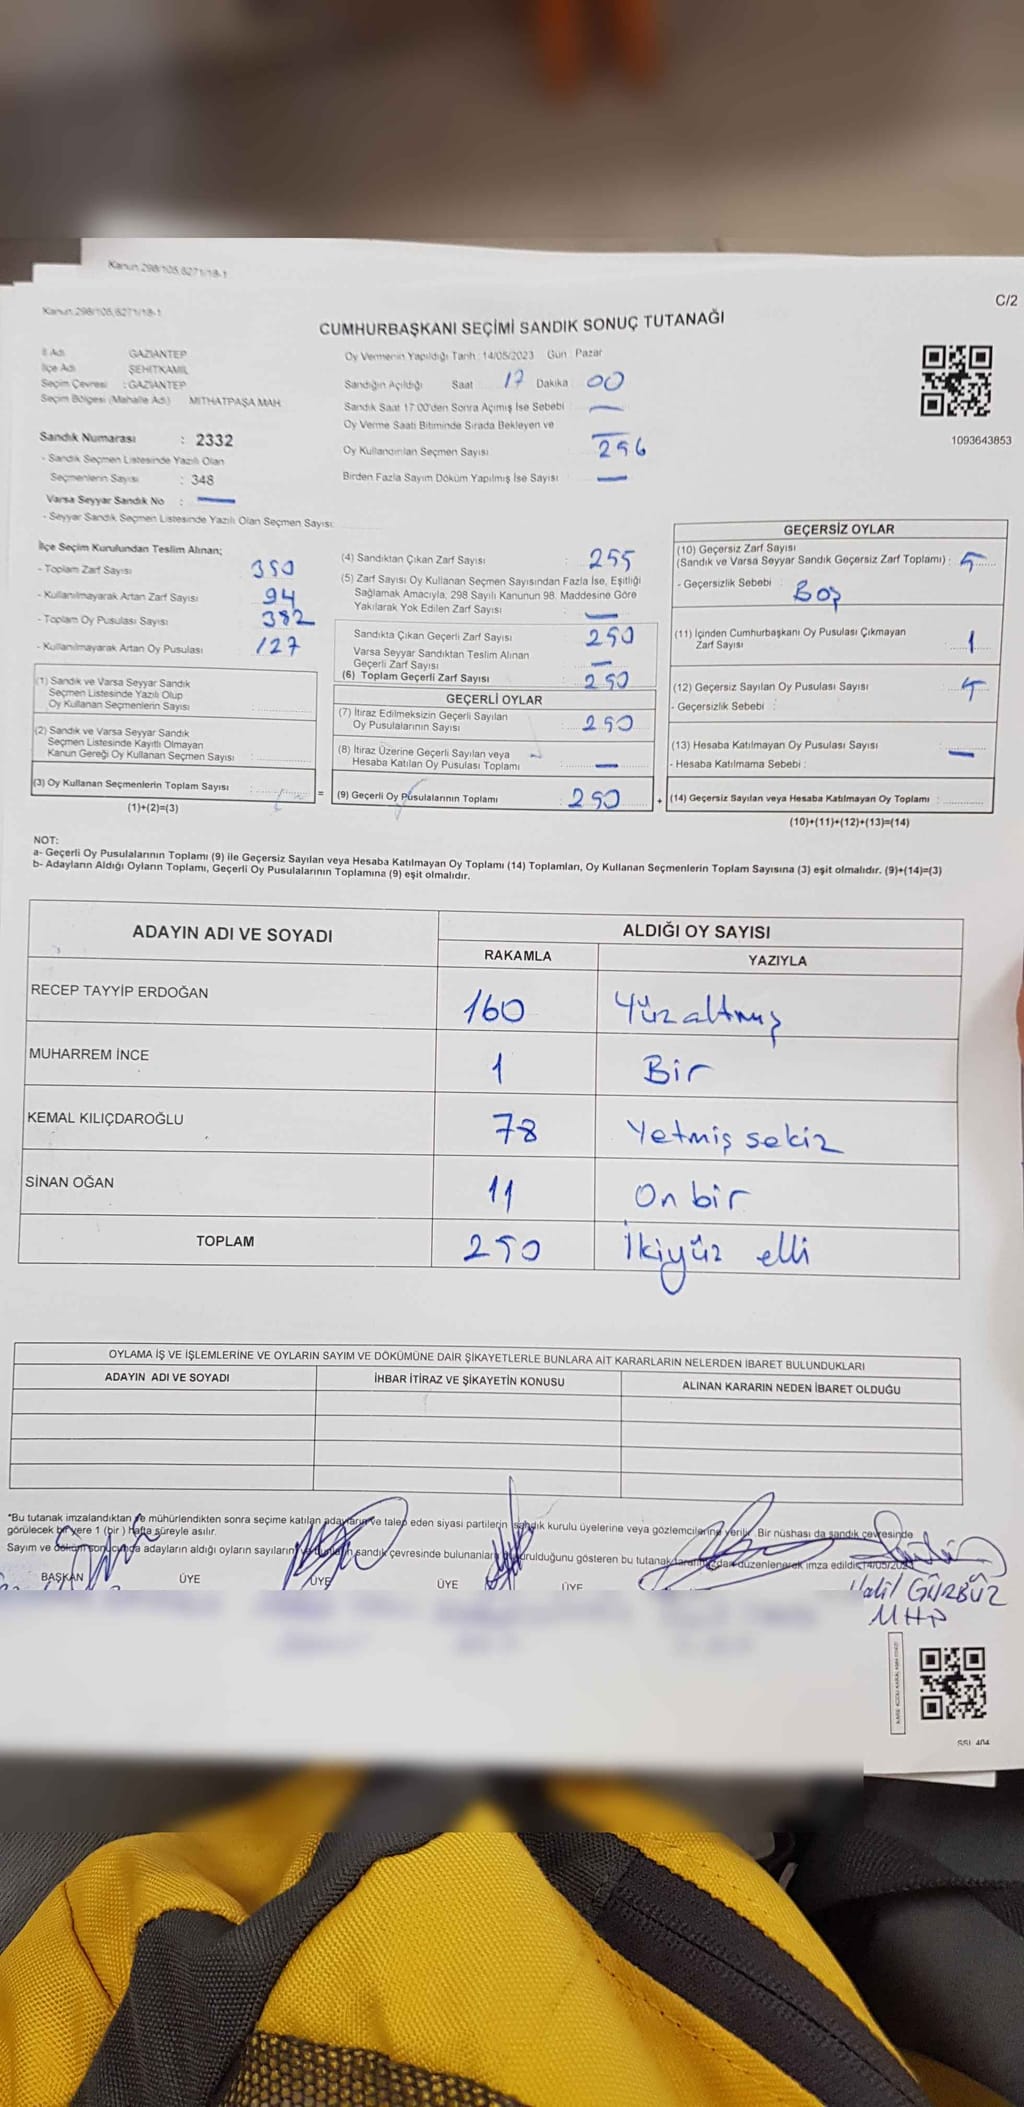 Kanun:298/105,6271/18-1
Kanun:298/105,6271/18-1
C/2
CUMHURBAŞKANI SEÇİMİ SANDIK SONUÇ TUTANAĞI
İl Adı GAZİANTEP
İlçe Adı ŞEHİTKAMİL
Seçim Çevresi : GAZİANTEP
Seçim Bölgesi (Mahalle Adı) MİTHATPAŞA MAH
Sandık Numarası : 2332
- Sandık Seçmen Listesinde Yazılı Olan
Seçmenlerin Sayısı : 348
Varsa Seyyar Sandık No : —
- Seyyar Sandık Seçmen Listesinde Yazılı Olan Seçmen Sayısı:
Oy Vermenin Yapıldığı Tarih : 14/05/2023 Gün : Pazar
Sandığın Açıldığı Saat 17 Dakika 00
Sandık Saat 17:00'den Sonra Açımış İse Sebebi —
Oy Verme Saati Bitiminde Sırada Bekleyen ve —
Oy Kullandırılan Seçmen Sayısı 256
Birden Fazla Sayım Döküm Yapılmış İse Sayısı —
1093643853
İlçe Seçim Kurulundan Teslim Alınan;
- Toplam Zarf Sayısı 350
- Kullanılmayarak Artan Zarf Sayısı 94
- Toplam Oy Pusulası Sayısı 382
- Kullanılmayarak Artan Oy Pusulası 127
(1) Sandık ve Varsa Seyyar Sandık
Seçmen Listesinde Yazılı Olup
Oy Kullanan Seçmenlerin Sayısı :
(2) Sandık ve Varsa Seyyar Sandık
Seçmen Listesinde Kayıtlı Olmayan
Kanun Gereği Oy Kullanan Seçmen Sayısı :
(3) Oy Kullanan Seçmenlerin Toplam Sayısı :
(1)+(2)=(3)
(4) Sandıktan Çıkan Zarf Sayısı : 255
(5) Zarf Sayısı Oy Kullanan Seçmen Sayısından Fazla İse, Eşitliği
Sağlamak Amacıyla, 298 Sayılı Kanunun 98. Maddesine Göre
Yakılarak Yok Edilen Zarf Sayısı : —
Sandıkta Çıkan Geçerli Zarf Sayısı : 250
Varsa Seyyar Sandıktan Teslim Alınan
Geçerli Zarf Sayısı : —
(6) Toplam Geçerli Zarf Sayısı : 250
GEÇERLİ OYLAR
(7) İtiraz Edilmeksizin Geçerli Sayılan
Oy Pusulalarının Sayısı : 250
(8) İtiraz Üzerine Geçerli Sayılan veya
Hesaba Katılan Oy Pusulası Toplamı : —
= (9) Geçerli Oy Pusulalarının Toplamı : 250 +
GEÇERSİZ OYLAR
(10) Geçersiz Zarf Sayısı
(Sandık ve Varsa Seyyar Sandık Geçersiz Zarf Toplamı) : 5
- Geçersizlik Sebebi : Boş
(11) İçinden Cumhurbaşkanı Oy Pusulası Çıkmayan
Zarf Sayısı : 1
(12) Geçersiz Sayılan Oy Pusulası Sayısı :
- Geçersizlik Sebebi :
(13) Hesaba Katılmayan Oy Pusulası Sayısı : —
- Hesaba Katılmama Sebebi :
(14) Geçersiz Sayılan veya Hesaba Katılmayan Oy Toplamı :
(10)+(11)+(12)+(13)=(14)
NOT:
a- Geçerli Oy Pusulalarının Toplamı (9) ile Geçersiz Sayılan veya Hesaba Katılmayan Oy Toplamı (14) Toplamları, Oy Kullanan Seçmenlerin Toplam Sayısına (3) eşit olmalıdır. (9)+(14)=(3)
b- Adayların Aldığı Oyların Toplamı, Geçerli Oy Pusulalarının Toplamına (9) eşit olmalıdır.
ADAYIN ADI VE SOYADI ALDIĞI OY SAYISI
RAKAMLA YAZIYLA
RECEP TAYYİP ERDOĞAN 160 Yüzaltmış
MUHARREM İNCE 1 Bir
KEMAL KILIÇDAROĞLU 78 Yetmiş sekiz
SİNAN OĞAN 11 On bir
TOPLAM 250 İkiyüz elli
OYLAMA İŞ VE İŞLEMLERİNE VE OYLARIN SAYIM VE DÖKÜMÜNE DAİR ŞİKAYETLERLE BUNLARA AİT KARARLARIN NELERDEN İBARET BULUNDUKLARI
ADAYIN ADI VE SOYADI İHBAR İTİRAZ VE ŞİKAYETİN KONUSU ALINAN KARARIN NEDEN İBARET OLDUĞU
*Bu tutanak imzalandıktan ve mühürlendikten sonra seçime katılan adayların ve talep eden siyasi partilerin sandık kurulu üyelerine veya gözlemcilerine verilir. Bir nüshası da sandık çevresinde
görülecek bir yere 1 (bir) hafta süreyle asılır.
Sayım ve döküm sonucunda adayların aldığı oyların sayılarını sandık çevresinde bulunanlara duyurulduğunu gösteren bu tutanak tarafımızdan düzenlenerek imza edildi. 14/05/2023
BAŞKAN ÜYE ÜYE ÜYE ÜYE
Halil GÜRBÜZ
MHP